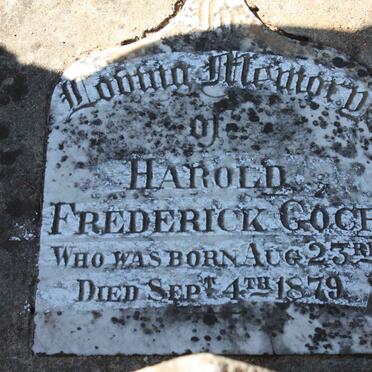 Loving Memory
of
HAROLD
FREDERICK GOCH
WHO WAS BORN AUG 23RD
DIED SEPT 4TH 1879